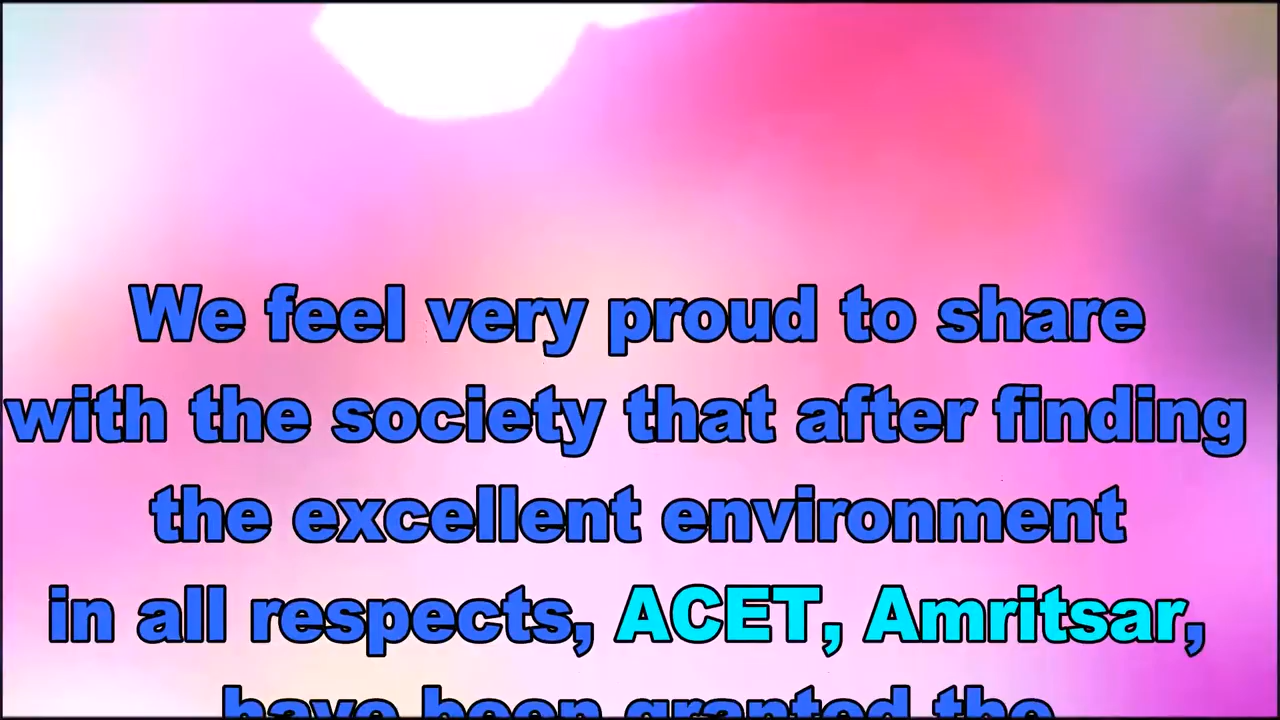 We feel very proud to share
with the society that after finding
the excellent environment
in all respects, ACET, Amritsar,
have been granted the